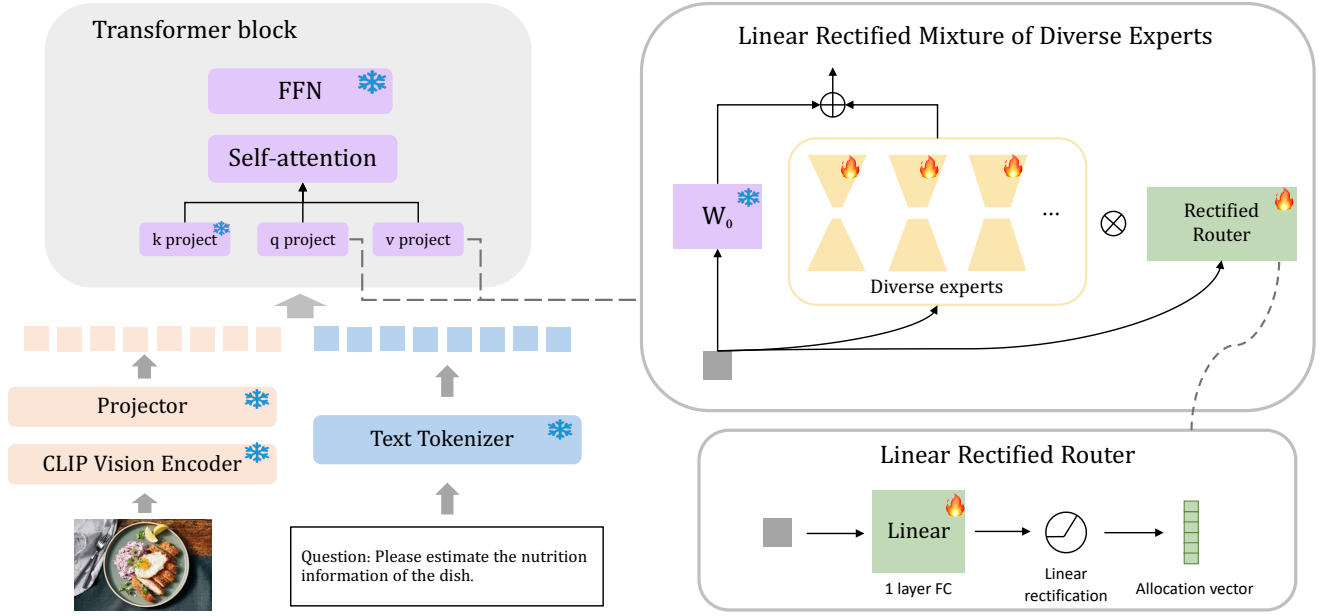 Transformer block
FFN
Self-attention
k project
q project
v project
Projector
CLIP Vision Encoder
Text Tokenizer
Question: Please estimate the nutrition
information of the dish.
Linear Rectified Mixture of Diverse Experts
W₀
...
Diverse experts
Rectified
Router
Linear Rectified Router
Linear
1 layer FC
Linear
rectification
Allocation vector